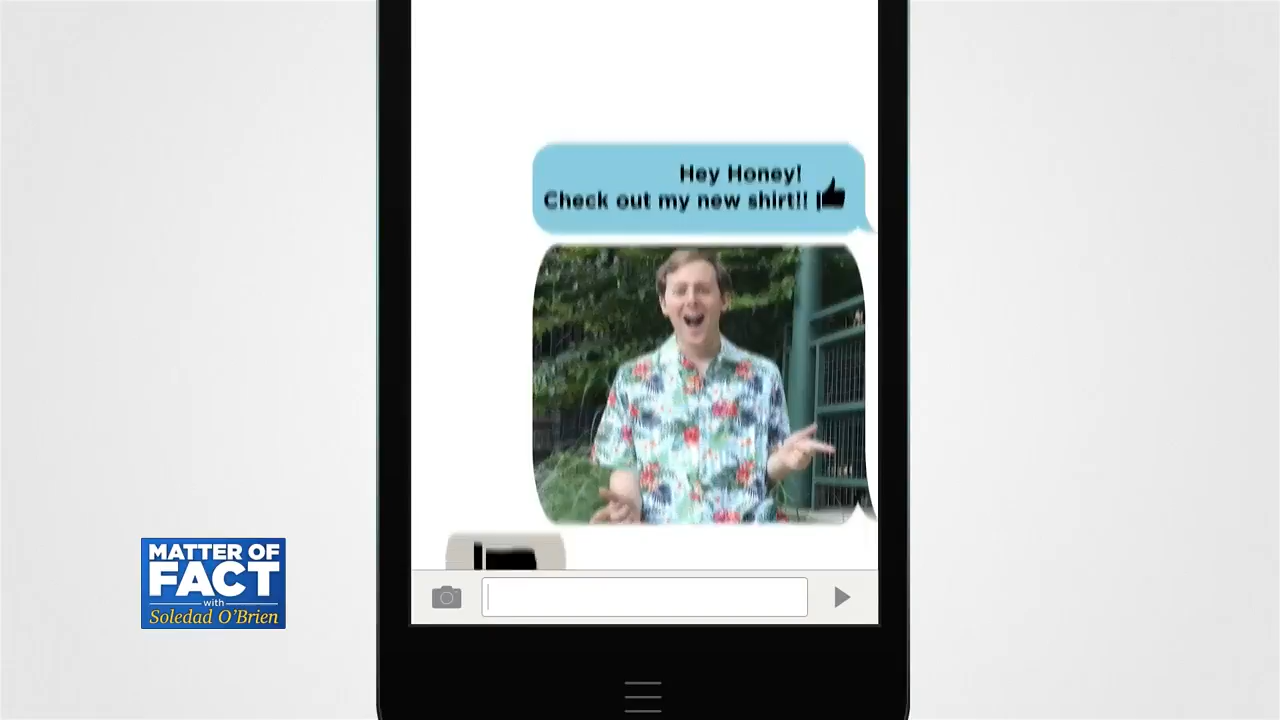 Hey Honey!
Check out my new shirt!!
MATTER OF
FACT
with
Soledad O'Brien